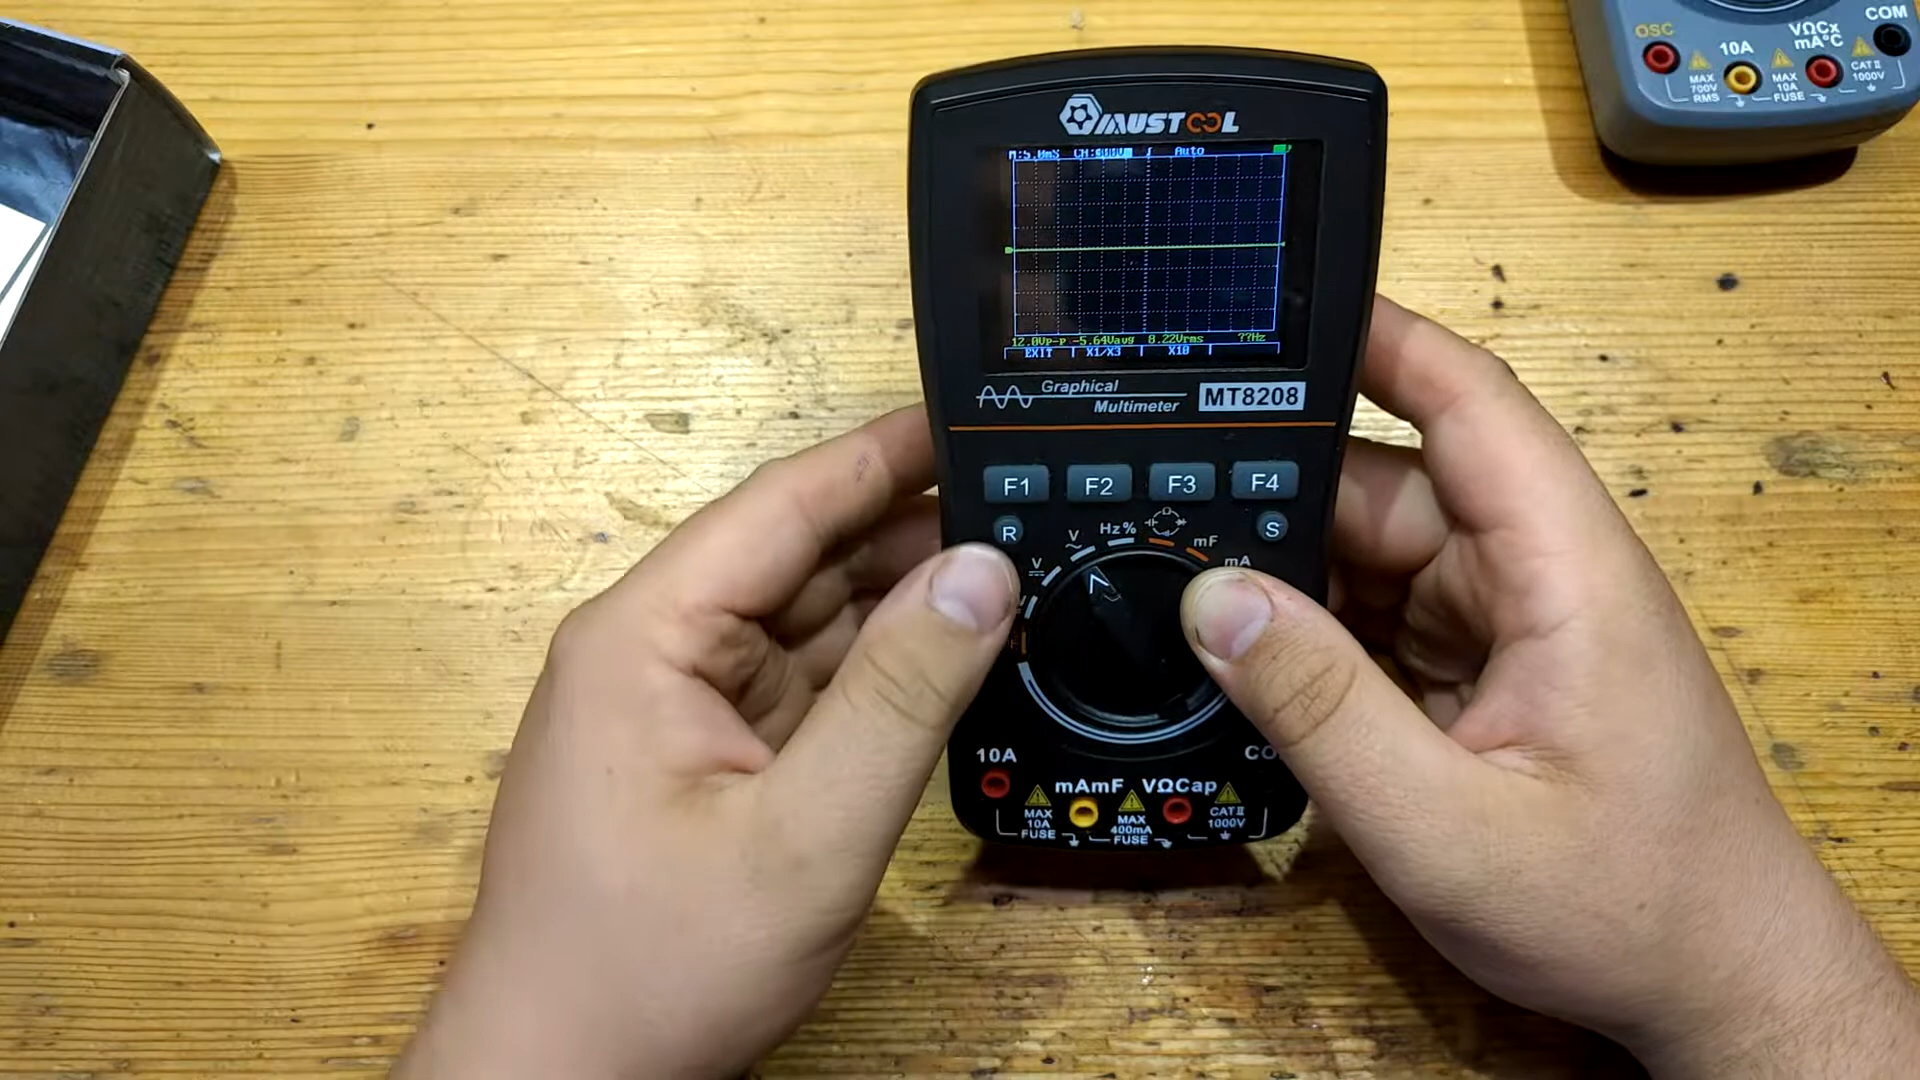 MUSTOOL
M:5.0mS CH: Auto
12.0Vp-p -5.64Vavg 8.22Vrms ??Hz
EXIT X1/X3 X10
Graphical
Multimeter
MT8208
F1 F2 F3 F4
R S
V Hz% mF
V mA
10A
mAmF VΩCap
MAX
10A
FUSE
MAX
400mA
FUSE
CAT II
1000V
OSC
10A
VΩCx
mA°C
COM
MAX
700V
RMS
MAX
10A
FUSE
CAT II
1000V